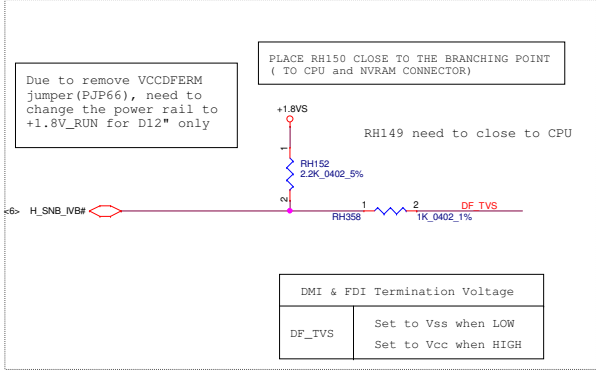 PLACE RH150 CLOSE TO THE BRANCHING POINT
( TO CPU and NVRAM CONNECTOR)
Due to remove VCCDFERM
jumper(PJP66), need to
change the power rail to
+1.8V_RUN for D12" only
+1.8VS
RH149 need to close to CPU
1
RH152
2.2K_0402_5%
2
<6> H_SNB_IVB#
RH358
1
2
1K_0402_1%
DF_TVS
DMI & FDI Termination Voltage
DF_TVS
Set to Vss when LOW
Set to Vcc when HIGH